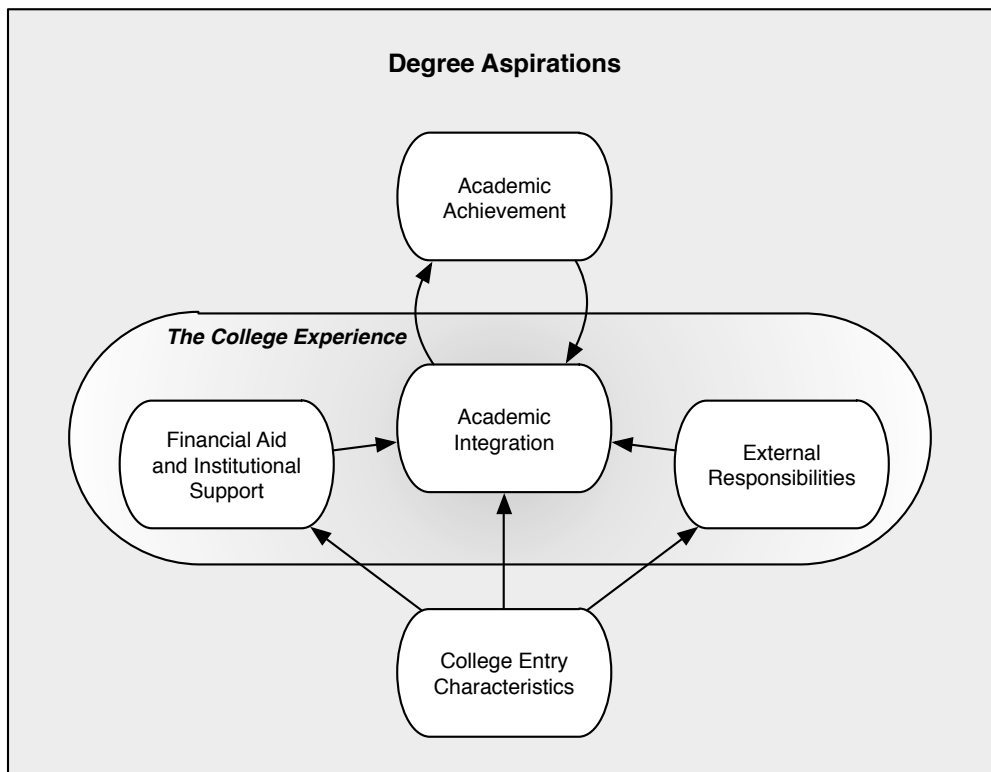 Degree Aspirations
Academic
Achievement
The College Experience
Financial Aid
and Institutional
Support
Academic
Integration
External
Responsibilities
College Entry
Characteristics